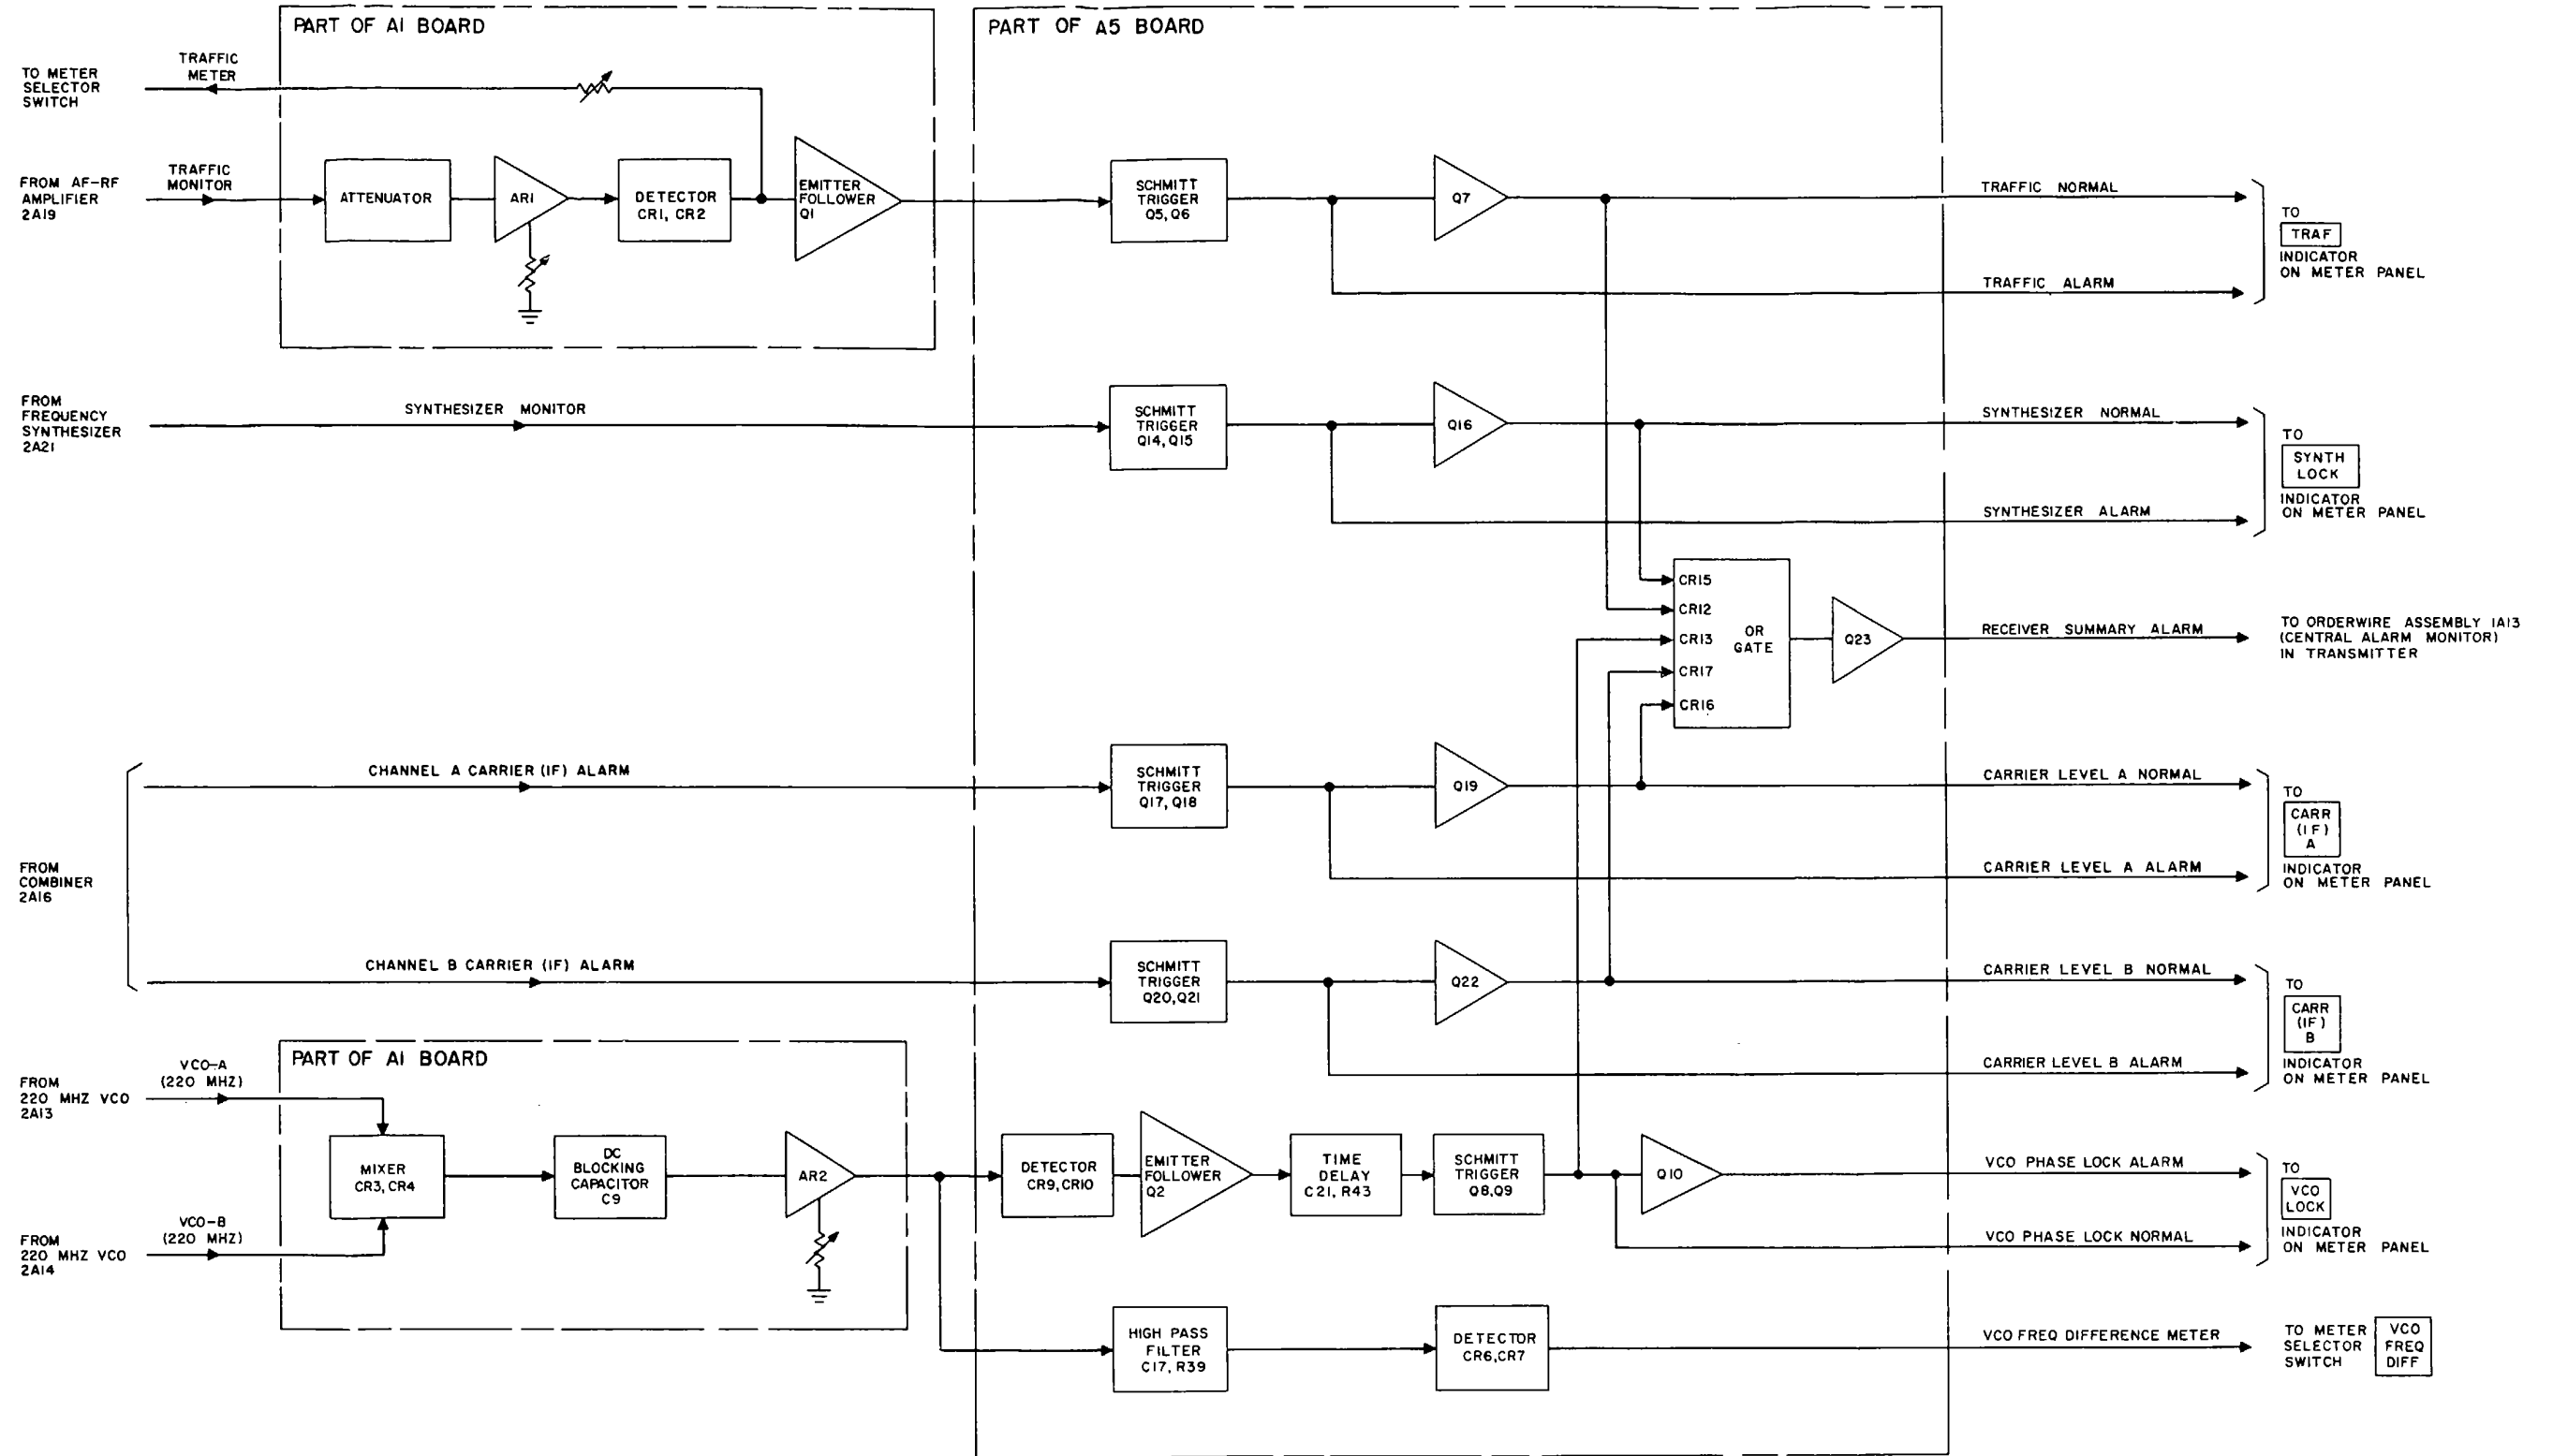 PART OF A1 BOARD
TO METER
SELECTOR
SWITCH
TRAFFIC
METER
FROM AF-RF
AMPLIFIER
2A19
TRAFFIC
MONITOR
ATTENUATOR
AR1
DETECTOR
CR1, CR2
EMITTER
FOLLOWER
Q1
PART OF A5 BOARD
SCHMITT
TRIGGER
Q5, Q6
Q7
TRAFFIC NORMAL
TRAFFIC ALARM
TO
TRAF
INDICATOR
ON METER PANEL
FROM
FREQUENCY
SYNTHESIZER
2A21
SYNTHESIZER MONITOR
SCHMITT
TRIGGER
Q14, Q15
Q16
SYNTHESIZER NORMAL
SYNTHESIZER ALARM
TO
SYNTH
LOCK
INDICATOR
ON METER PANEL
CR15
CR12
CR13
CR17
CR16
OR
GATE
Q23
RECEIVER SUMMARY ALARM
TO ORDERWIRE ASSEMBLY 1A13
(CENTRAL ALARM MONITOR)
IN TRANSMITTER
FROM
COMBINER
2A16
CHANNEL A CARRIER (IF) ALARM
SCHMITT
TRIGGER
Q17, Q18
Q19
CARRIER LEVEL A NORMAL
CARRIER LEVEL A ALARM
TO
CARR
(IF)
A
INDICATOR
ON METER PANEL
CHANNEL B CARRIER (IF) ALARM
SCHMITT
TRIGGER
Q20,Q21
Q22
CARRIER LEVEL B NORMAL
CARRIER LEVEL B ALARM
TO
CARR
(IF)
B
INDICATOR
ON METER PANEL
PART OF A1 BOARD
FROM
220 MHZ VCO
2A13
VCO-A
(220 MHZ)
FROM
220 MHZ VCO
2A14
VCO-B
(220 MHZ)
MIXER
CR3, CR4
DC
BLOCKING
CAPACITOR
C9
AR2
DETECTOR
CR9, CR10
EMITTER
FOLLOWER
Q2
TIME
DELAY
C21, R43
SCHMITT
TRIGGER
Q8,Q9
Q10
VCO PHASE LOCK ALARM
VCO PHASE LOCK NORMAL
TO
VCO
LOCK
INDICATOR
ON METER PANEL
HIGH PASS
FILTER
C17, R39
DETECTOR
CR6,CR7
VCO FREQ DIFFERENCE METER
TO METER
SELECTOR
SWITCH
VCO
FREQ
DIFF